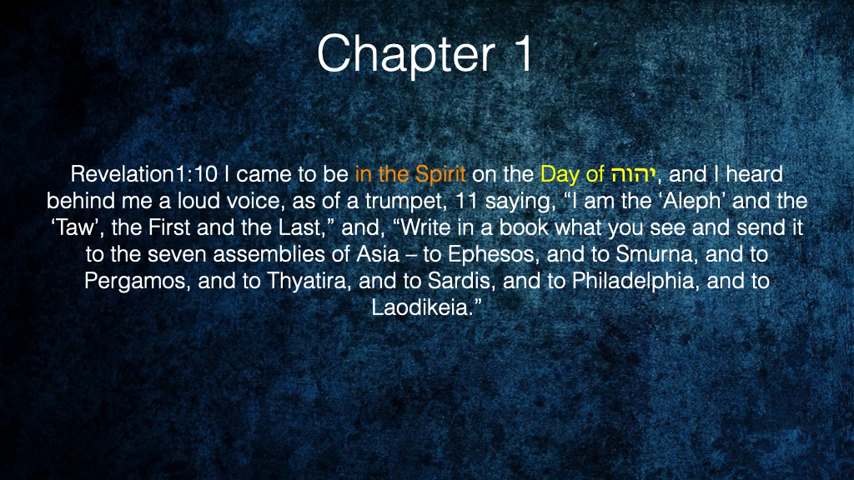 Chapter 1
Revelation1:10 I came to be in the Spirit on the Day of יהוה, and I heard
behind me a loud voice, as of a trumpet, 11 saying, “I am the ‘Aleph’ and the
‘Taw’, the First and the Last,” and, “Write in a book what you see and send it
to the seven assemblies of Asia – to Ephesos, and to Smurna, and to
Pergamos, and to Thyatira, and to Sardis, and to Philadelphia, and to
Laodikeia.”